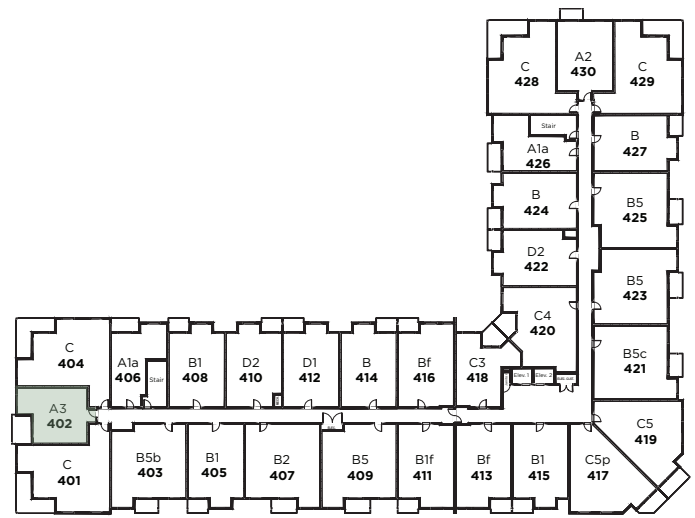 A2
430
C
428
C
429
Stair
A1a
426
B
427
B
424
B5
425
D2
422
B5
423
C4
420
B5c
421
C
404
A1a
406
Stair
B1
408
D2
410
D1
412
B
414
Bf
416
C3
418
Elev. 1
Elev. 2
A3
402
C5
419
C
401
B5b
403
B1
405
B2
407
B5
409
B1f
411
Bf
413
B1
415
C5p
417